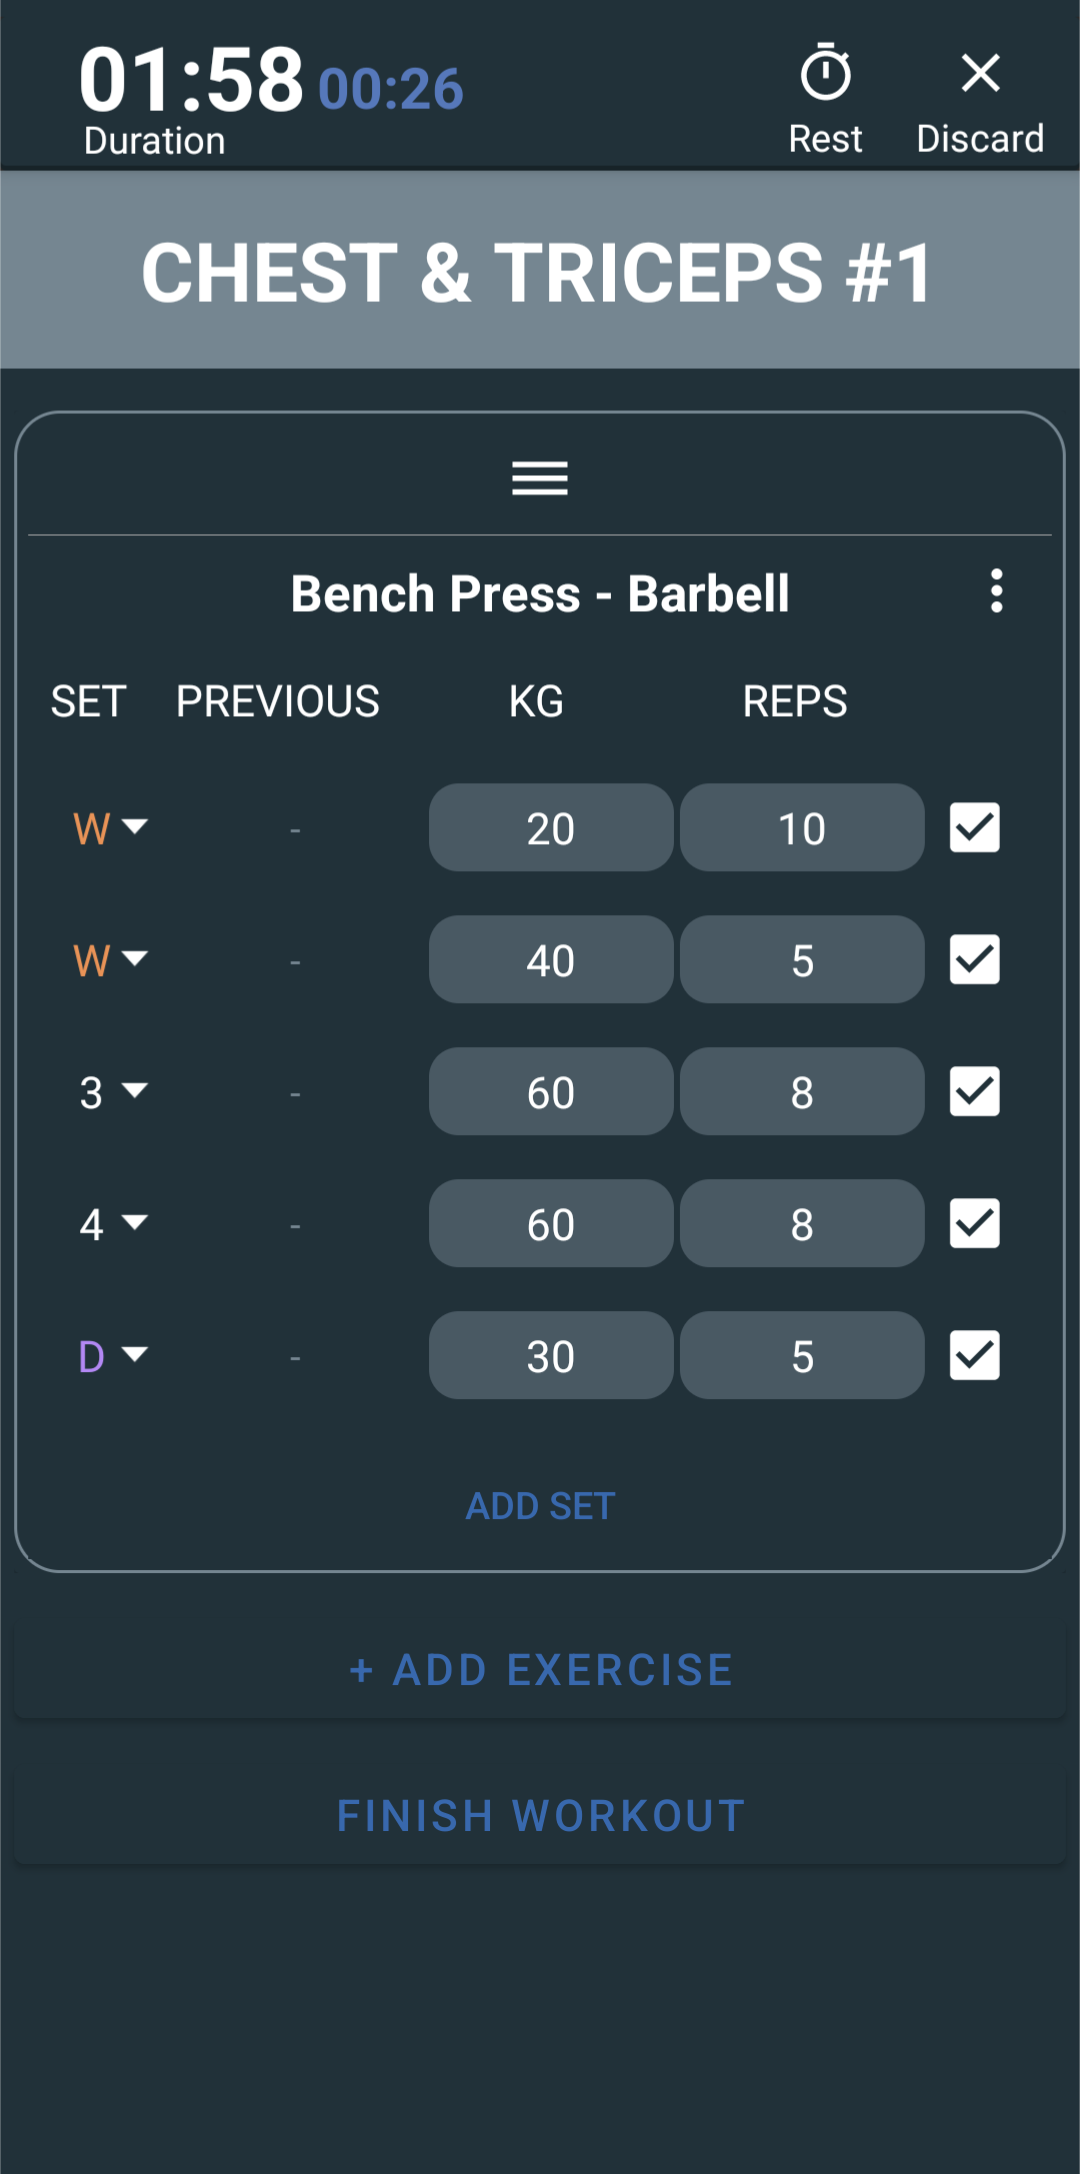 01:58 00:26
Duration
Rest
Discard
CHEST & TRICEPS #1
Bench Press - Barbell
SET PREVIOUS KG REPS
W - 20 10
W - 40 5
3 - 60 8
4 - 60 8
D - 30 5
ADD SET
+ ADD EXERCISE
FINISH WORKOUT